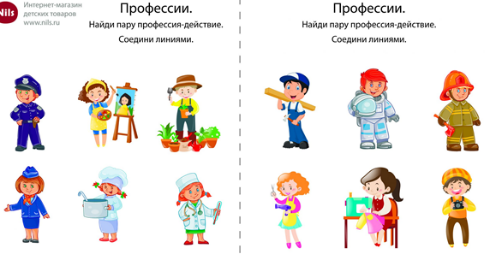 Nils
Интернет-магазин
детских товаров
www.nils.ru
Профессии.
Найди пару профессия-действие.
Соедини линиями.
Профессии.
Найди пару профессия-действие.
Соедини линиями.